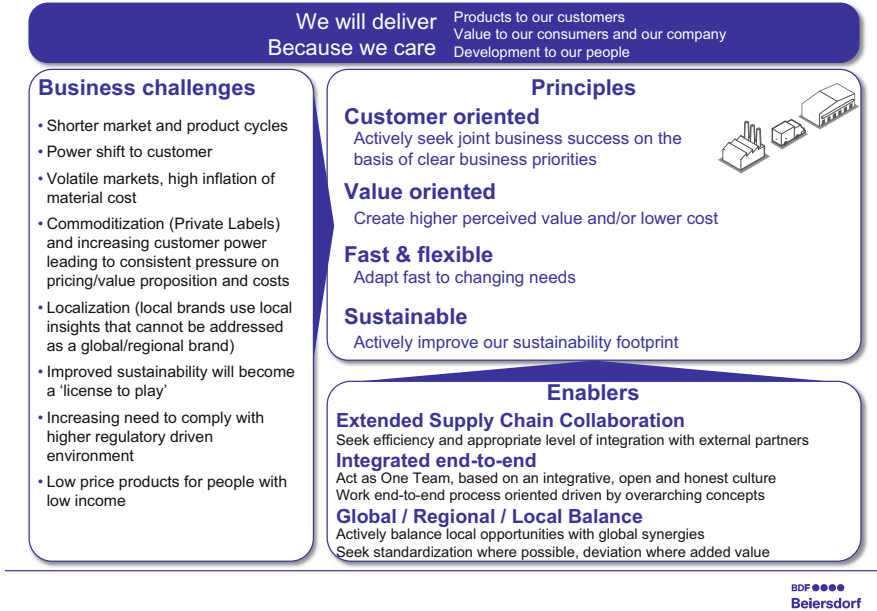 We will deliver
Because we care
Products to our customers
Value to our consumers and our company
Development to our people
Business challenges
• Shorter market and product cycles
• Power shift to customer
• Volatile markets, high inflation of
material cost
• Commoditization (Private Labels)
and increasing customer power
leading to consistent pressure on
pricing/value proposition and costs
• Localization (local brands use local
insights that cannot be addressed
as a global/regional brand)
• Improved sustainability will become
a ‘license to play’
• Increasing need to comply with
higher regulatory driven
environment
• Low price products for people with
low income
Principles
Customer oriented
Actively seek joint business success on the
basis of clear business priorities
Value oriented
Create higher perceived value and/or lower cost
Fast & flexible
Adapt fast to changing needs
Sustainable
Actively improve our sustainability footprint
Enablers
Extended Supply Chain Collaboration
Seek efficiency and appropriate level of integration with external partners
Integrated end-to-end
Act as One Team, based on an integrative, open and honest culture
Work end-to-end process oriented driven by overarching concepts
Global / Regional / Local Balance
Actively balance local opportunities with global synergies
Seek standardization where possible, deviation where added value
BDF
Beiersdorf